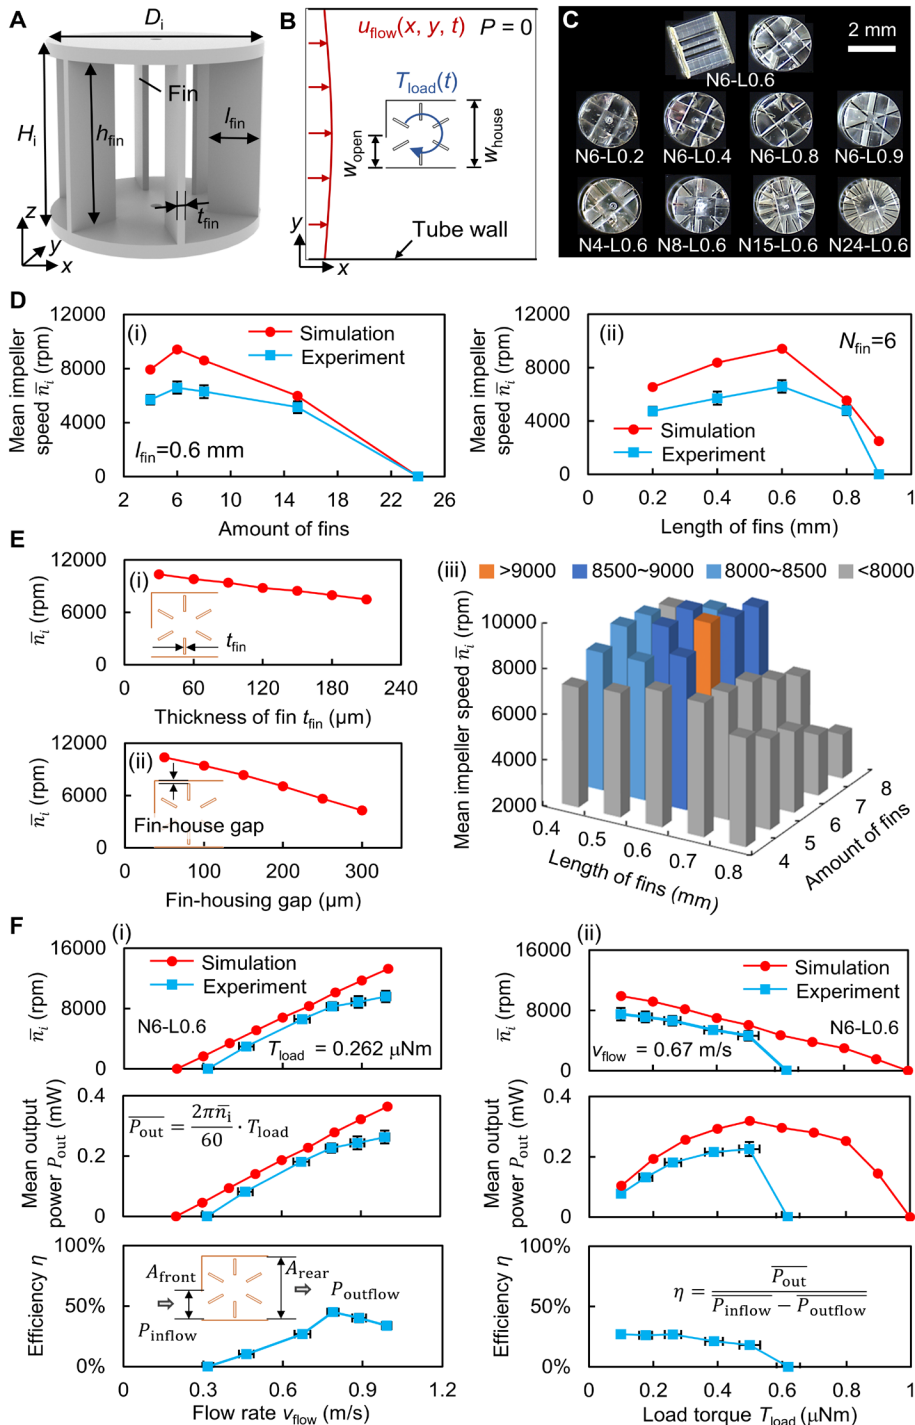 A
Dᵢ
Fin
Hᵢ
h_fin
l_fin
t_fin
z
y
x
B
u_flow(x, y, t) P = 0
T_load(t)
w_open
w_house
y
x
Tube wall
C
2 mm
N6-L0.6
N6-L0.2 N6-L0.4 N6-L0.8 N6-L0.9
N4-L0.6 N8-L0.6 N15-L0.6 N24-L0.6
D
(i)
Mean impeller
speed n̄ᵢ (rpm)
12000
8000
4000
0
Simulation
Experiment
l_fin=0.6 mm
2 6 10 14 18 22 26
Amount of fins
(ii)
Mean impeller
speed n̄ᵢ (rpm)
12000
8000
4000
0
N_fin=6
Simulation
Experiment
0 0.2 0.4 0.6 0.8 1
Length of fins (mm)
E
(i)
n̄ᵢ (rpm)
12000
6000
0
t_fin
0 60 120 180 240
Thickness of fin t_fin (μm)
(ii)
n̄ᵢ (rpm)
12000
6000
0
Fin-house gap
0 100 200 300
Fin-housing gap (μm)
(iii)
>9000 8500~9000 8000~8500 <8000
Mean impeller speed n̄ᵢ (rpm)
10000
8000
6000
4000
2000
0.4 0.5 0.6 0.7 0.8
Length of fins (mm)
4 5 6 7 8
Amount of fins
F
(i)
n̄ᵢ (rpm)
16000
8000
0
Simulation
Experiment
N6-L0.6
T_load = 0.262 μNm
Mean output
power P_out (mW)
0.4
0.2
0
P̅_out = 2πn̄ᵢ/60 · T_load
Efficiency η
100%
50%
0%
A_front
A_rear
P_inflow
P_outflow
0 0.3 0.6 0.9 1.2
Flow rate v_flow (m/s)
(ii)
n̄ᵢ (rpm)
16000
8000
0
Simulation
Experiment
N6-L0.6
v_flow = 0.67 m/s
Mean output
power P_out (mW)
0.4
0.2
0
Efficiency η
100%
50%
0%
η = P̅_out / (P̅_inflow − P̅_outflow)
0 0.2 0.4 0.6 0.8 1
Load torque T_load (μNm)